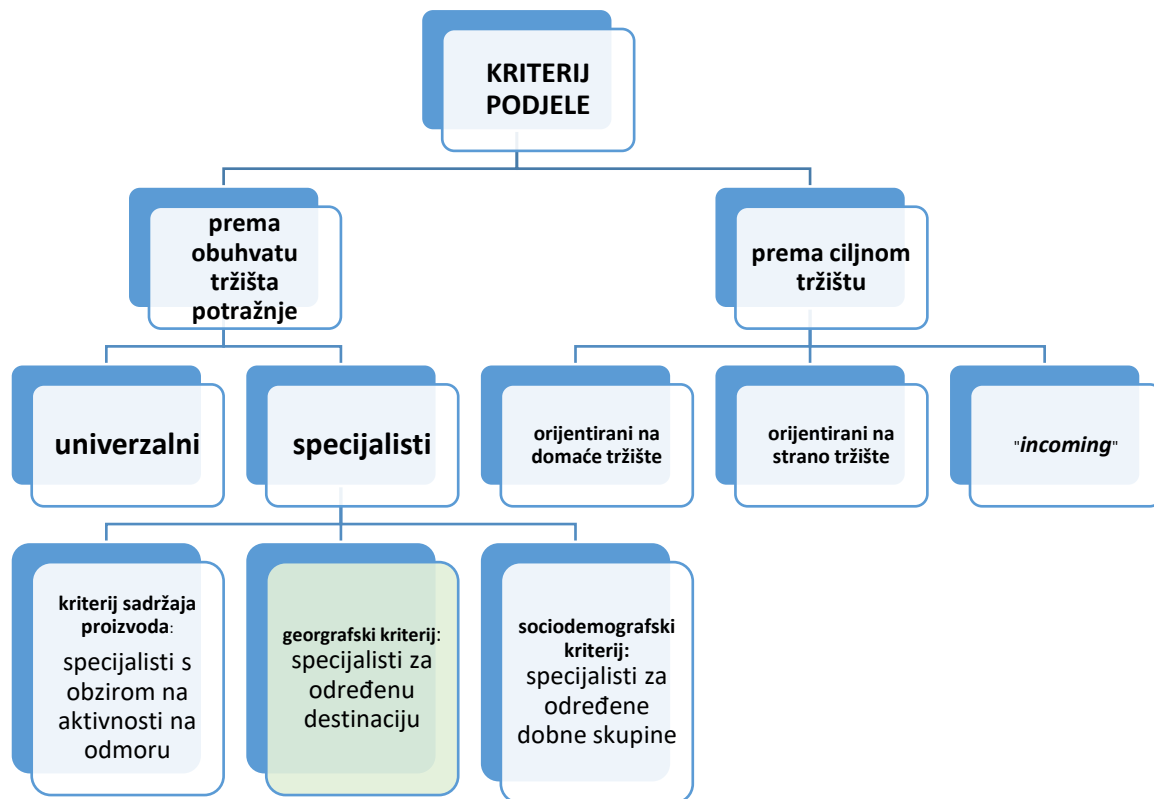 KRITERIJ
PODJELE
prema
obuhvatu
tržišta
potražnje
prema ciljnom
tržištu
univerzalni
specijalisti
orijentirani na
domaće tržište
orijentirani na
strano tržište
"incoming"
kriterij sadržaja
proizvoda:
specijalisti s
obzirom na
aktivnosti na
odmoru
georgrafski kriterij:
specijalisti za
određenu
destinaciju
sociodemografski
kriterij:
specijalisti za
određene
dobne skupine